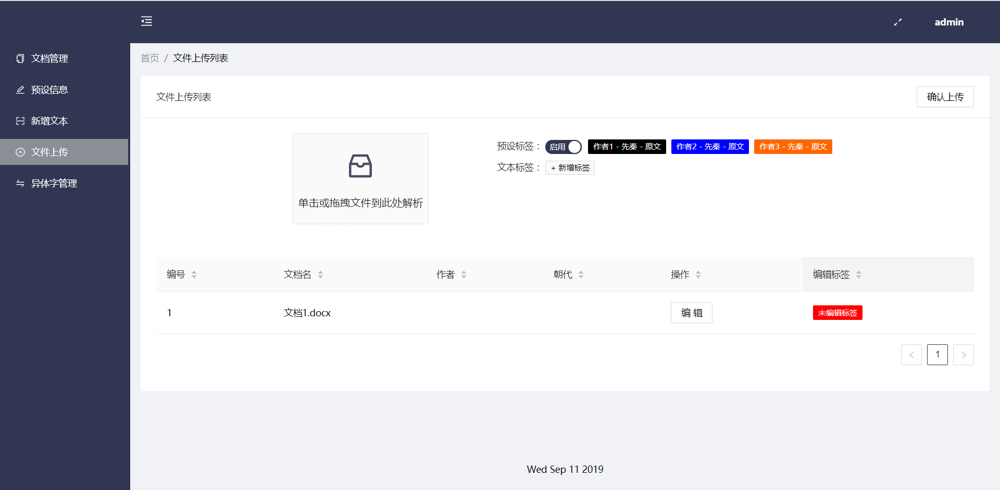 admin
文档管理
预设信息
新增文本
文件上传
异体字管理
首页 / 文件上传列表
文件上传列表
确认上传
单击或拖拽文件到此处解析
预设标签： 启用 作者1 - 先秦 - 原文 作者2 - 先秦 - 原文 作者3 - 先秦 - 原文
文本标签： + 新增标签
编号 文档名 作者 朝代 操作 编辑标签
1 文档1.docx 编 辑 未编辑标签
< 1 >
Wed Sep 11 2019